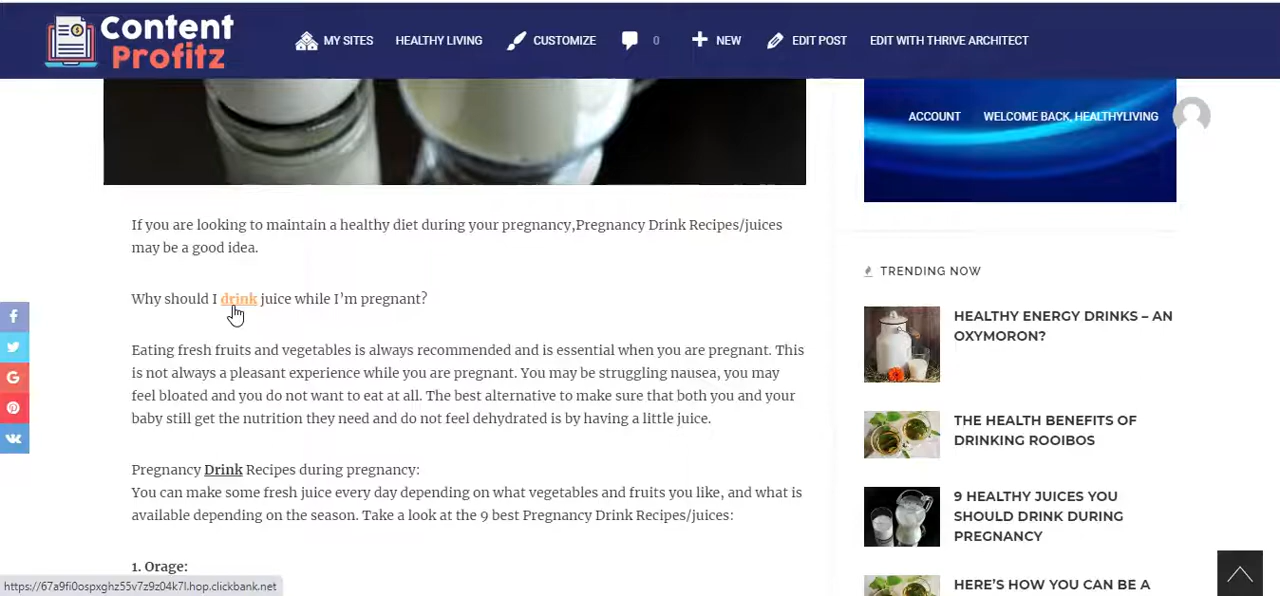 Content
Profitz
MY SITES
HEALTHY LIVING
CUSTOMIZE
0
NEW
EDIT POST
EDIT WITH THRIVE ARCHITECT
ACCOUNT
WELCOME BACK, HEALTHYLIVING
If you are looking to maintain a healthy diet during your pregnancy,Pregnancy Drink Recipes/juices
may be a good idea.
Why should I drink juice while I’m pregnant?
Eating fresh fruits and vegetables is always recommended and is essential when you are pregnant. This
is not always a pleasant experience while you are pregnant. You may be struggling nausea, you may
feel bloated and you do not want to eat at all. The best alternative to make sure that both you and your
baby still get the nutrition they need and do not feel dehydrated is by having a little juice.
Pregnancy Drink Recipes during pregnancy:
You can make some fresh juice every day depending on what vegetables and fruits you like, and what is
available depending on the season. Take a look at the 9 best Pregnancy Drink Recipes/juices:
1. Orage:
TRENDING NOW
HEALTHY ENERGY DRINKS – AN
OXYMORON?
THE HEALTH BENEFITS OF
DRINKING ROOIBOS
9 HEALTHY JUICES YOU
SHOULD DRINK DURING
PREGNANCY
HERE’S HOW YOU CAN BE A
https://67a9fi0ospxghz55v7z9z04k7l.hop.clickbank.net